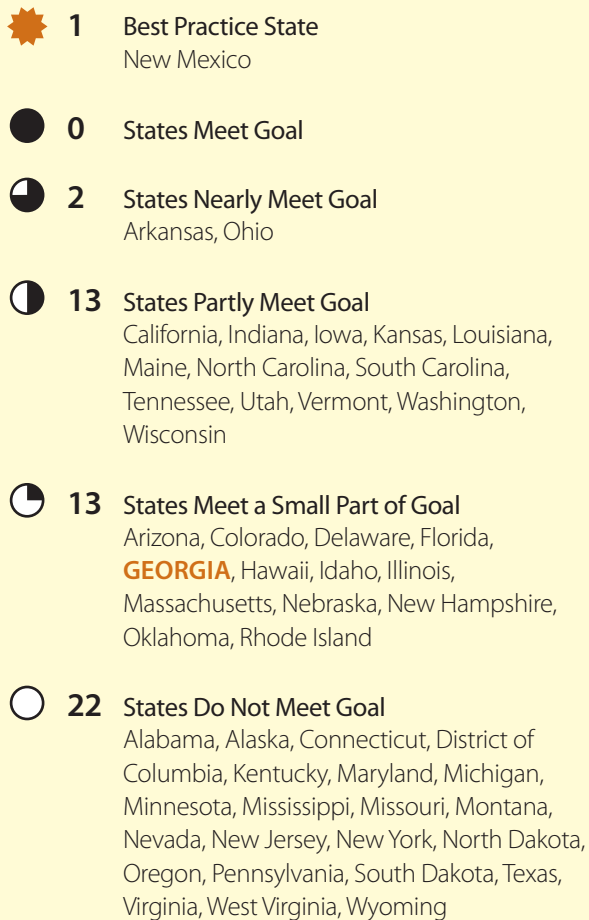 1 Best Practice State
New Mexico
0 States Meet Goal
2 States Nearly Meet Goal
Arkansas, Ohio
13 States Partly Meet Goal
California, Indiana, Iowa, Kansas, Louisiana,
Maine, North Carolina, South Carolina,
Tennessee, Utah, Vermont, Washington,
Wisconsin
13 States Meet a Small Part of Goal
Arizona, Colorado, Delaware, Florida,
GEORGIA, Hawaii, Idaho, Illinois,
Massachusetts, Nebraska, New Hampshire,
Oklahoma, Rhode Island
22 States Do Not Meet Goal
Alabama, Alaska, Connecticut, District of
Columbia, Kentucky, Maryland, Michigan,
Minnesota, Mississippi, Missouri, Montana,
Nevada, New Jersey, New York, North Dakota,
Oregon, Pennsylvania, South Dakota, Texas,
Virginia, West Virginia, Wyoming